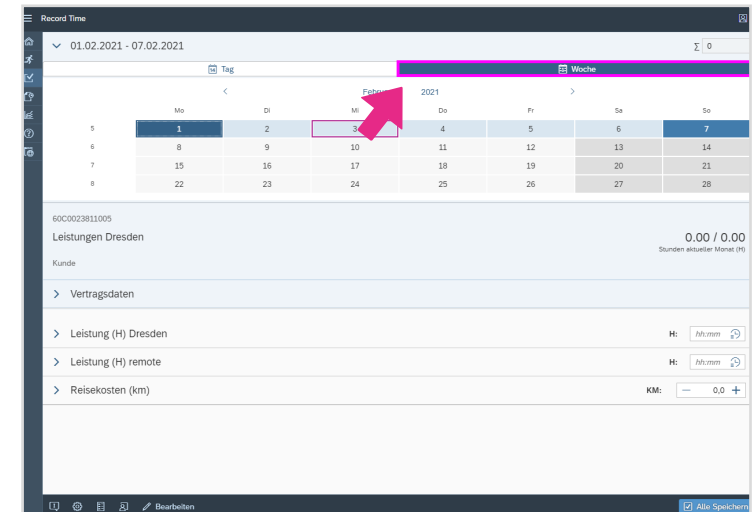 Record Time
01.02.2021 - 07.02.2021
Σ 0
14 Tag
Woche
< Februar 2021 >
Mo Di Mi Do Fr Sa So
5 1 2 3 4 5 6 7
6 8 9 10 11 12 13 14
7 15 16 17 18 19 20 21
8 22 23 24 25 26 27 28
60C0023811005
Leistungen Dresden
0.00 / 0.00
Stunden aktueller Monat (H)
Kunde
Vertragsdaten
Leistung (H) Dresden H: hh:mm
Leistung (H) remote H: hh:mm
Reisekosten (km) KM: — 0,0 +
Bearbeiten
Alle Speichern